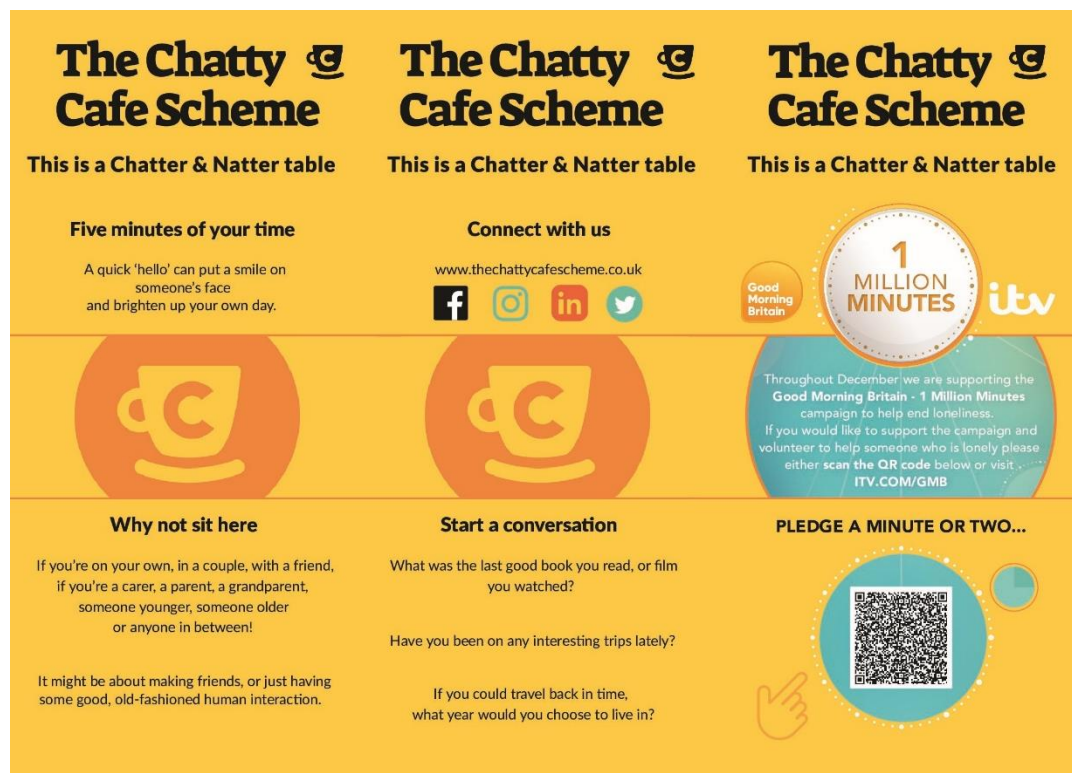 The Chatty
Cafe Scheme
This is a Chatter & Natter table
Five minutes of your time
A quick ‘hello’ can put a smile on
someone's face
and brighten up your own day.
C
Why not sit here
If you're on your own, in a couple, with a friend,
if you're a carer, a parent, a grandparent,
someone younger, someone older
or anyone in between!
It might be about making friends, or just having
some good, old-fashioned human interaction.
The Chatty
Cafe Scheme
This is a Chatter & Natter table
Connect with us
www.thechattycafescheme.co.uk
C
Start a conversation
What was the last good book you read, or film
you watched?
Have you been on any interesting trips lately?
If you could travel back in time,
what year would you choose to live in?
The Chatty
Cafe Scheme
This is a Chatter & Natter table
Good
Morning
Britain
1
MILLION
MINUTES
itv
Throughout December we are supporting the
Good Morning Britain - 1 Million Minutes
campaign to help end loneliness.
If you would like to support the campaign and
volunteer to help someone who is lonely please
either scan the QR code below or visit
ITV.COM/GMB
PLEDGE A MINUTE OR TWO...